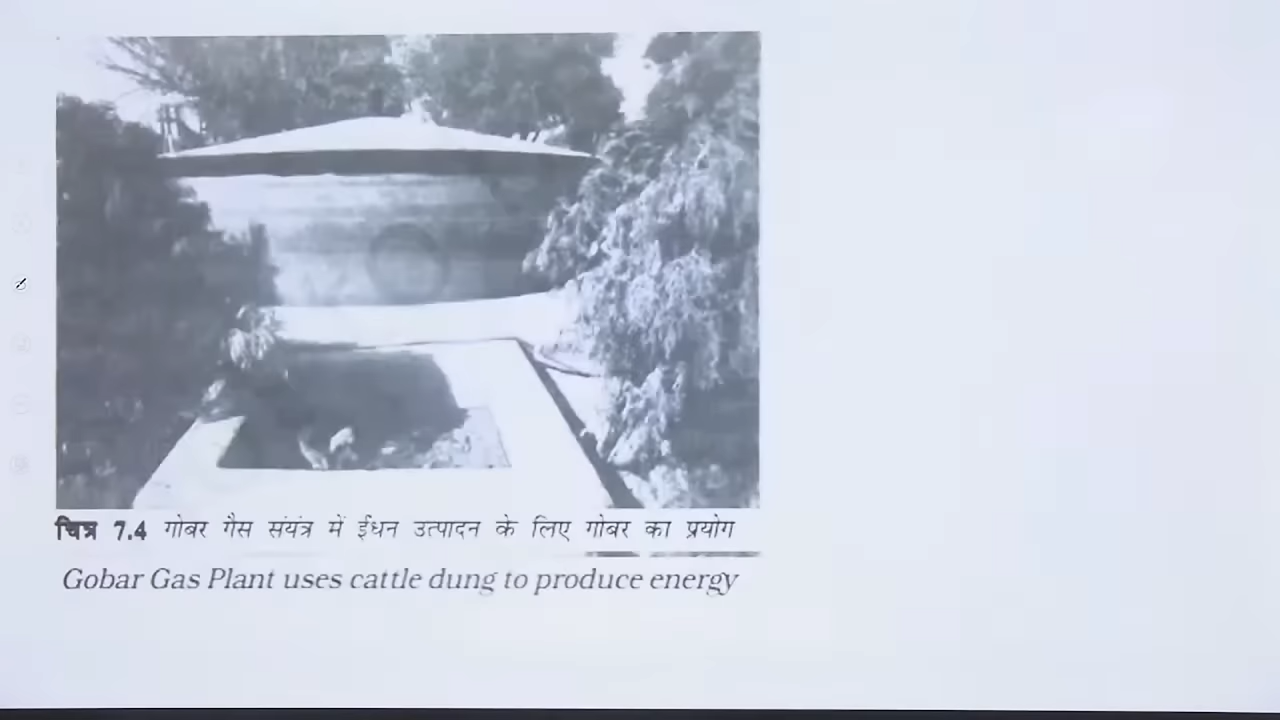 चित्र 7.4 गोबर गैस संयंत्र में ईंधन उत्पादन के लिए गोबर का प्रयोग
Gobar Gas Plant uses cattle dung to produce energy